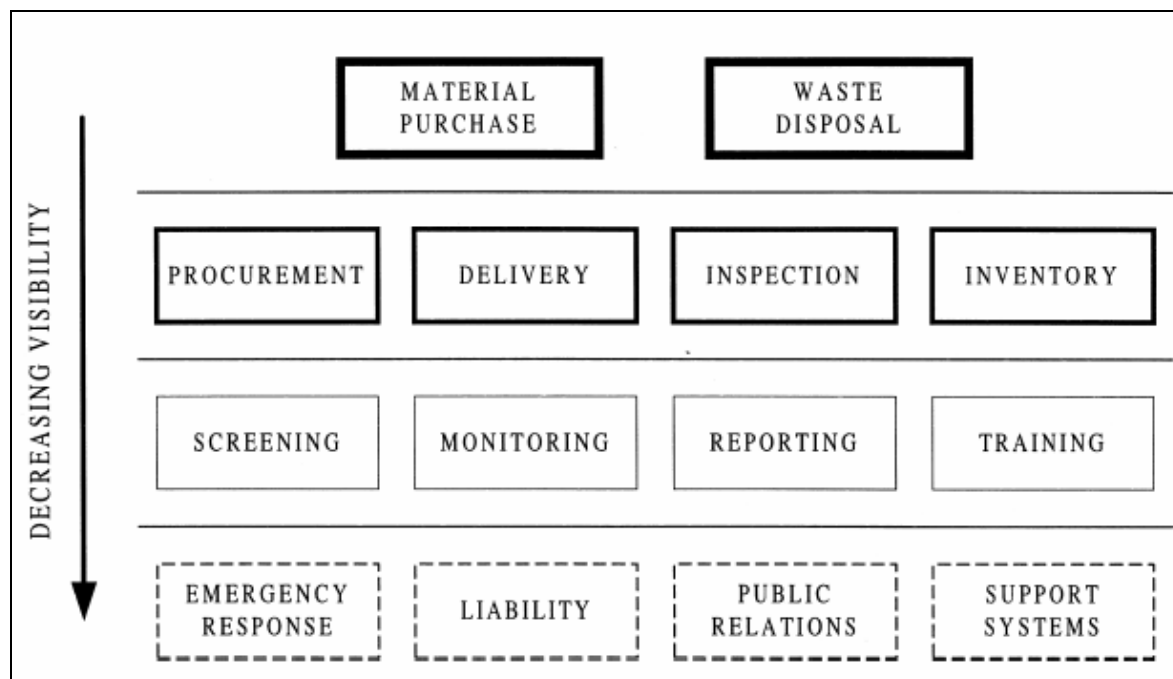 MATERIAL
PURCHASE
WASTE
DISPOSAL
DECREASING VISIBILITY
PROCUREMENT
DELIVERY
INSPECTION
INVENTORY
SCREENING
MONITORING
REPORTING
TRAINING
EMERGENCY
RESPONSE
LIABILITY
PUBLIC
RELATIONS
SUPPORT
SYSTEMS